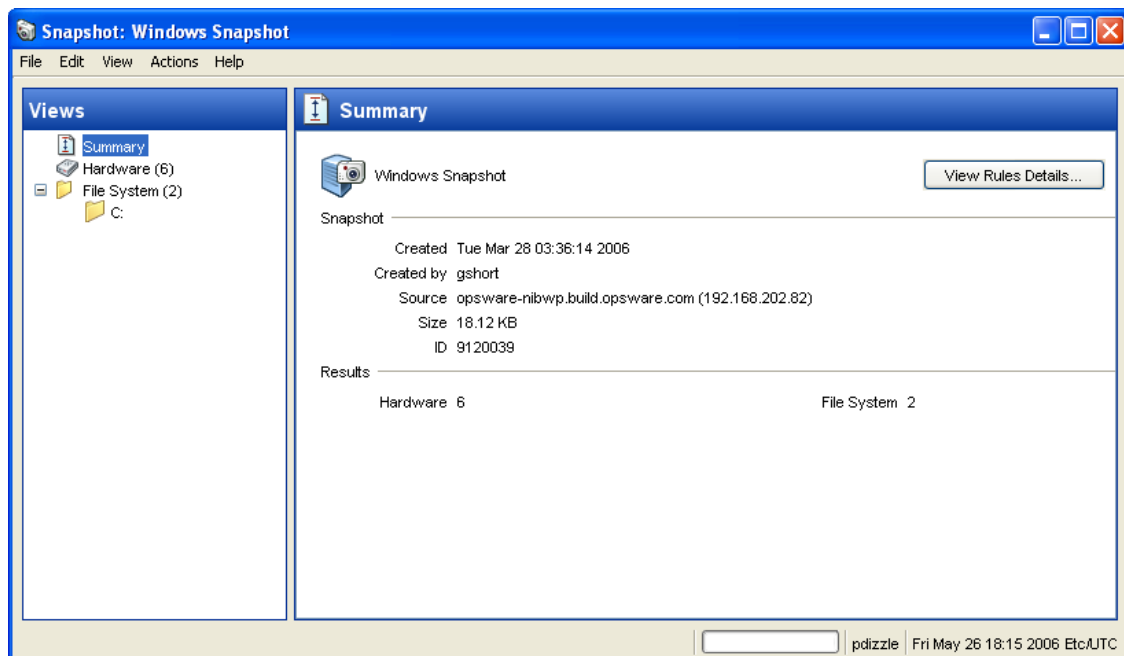 Snapshot: Windows Snapshot
File Edit View Actions Help
Views
Summary
Hardware (6)
File System (2)
C:
Summary
Windows Snapshot
View Rules Details...
Snapshot
Created Tue Mar 28 03:36:14 2006
Created by gshort
Source opsware-nibwp.build.opsware.com (192.168.202.82)
Size 18.12 KB
ID 9120039
Results
Hardware 6 File System 2
pdizzle Fri May 26 18:15 2006 Etc/UTC